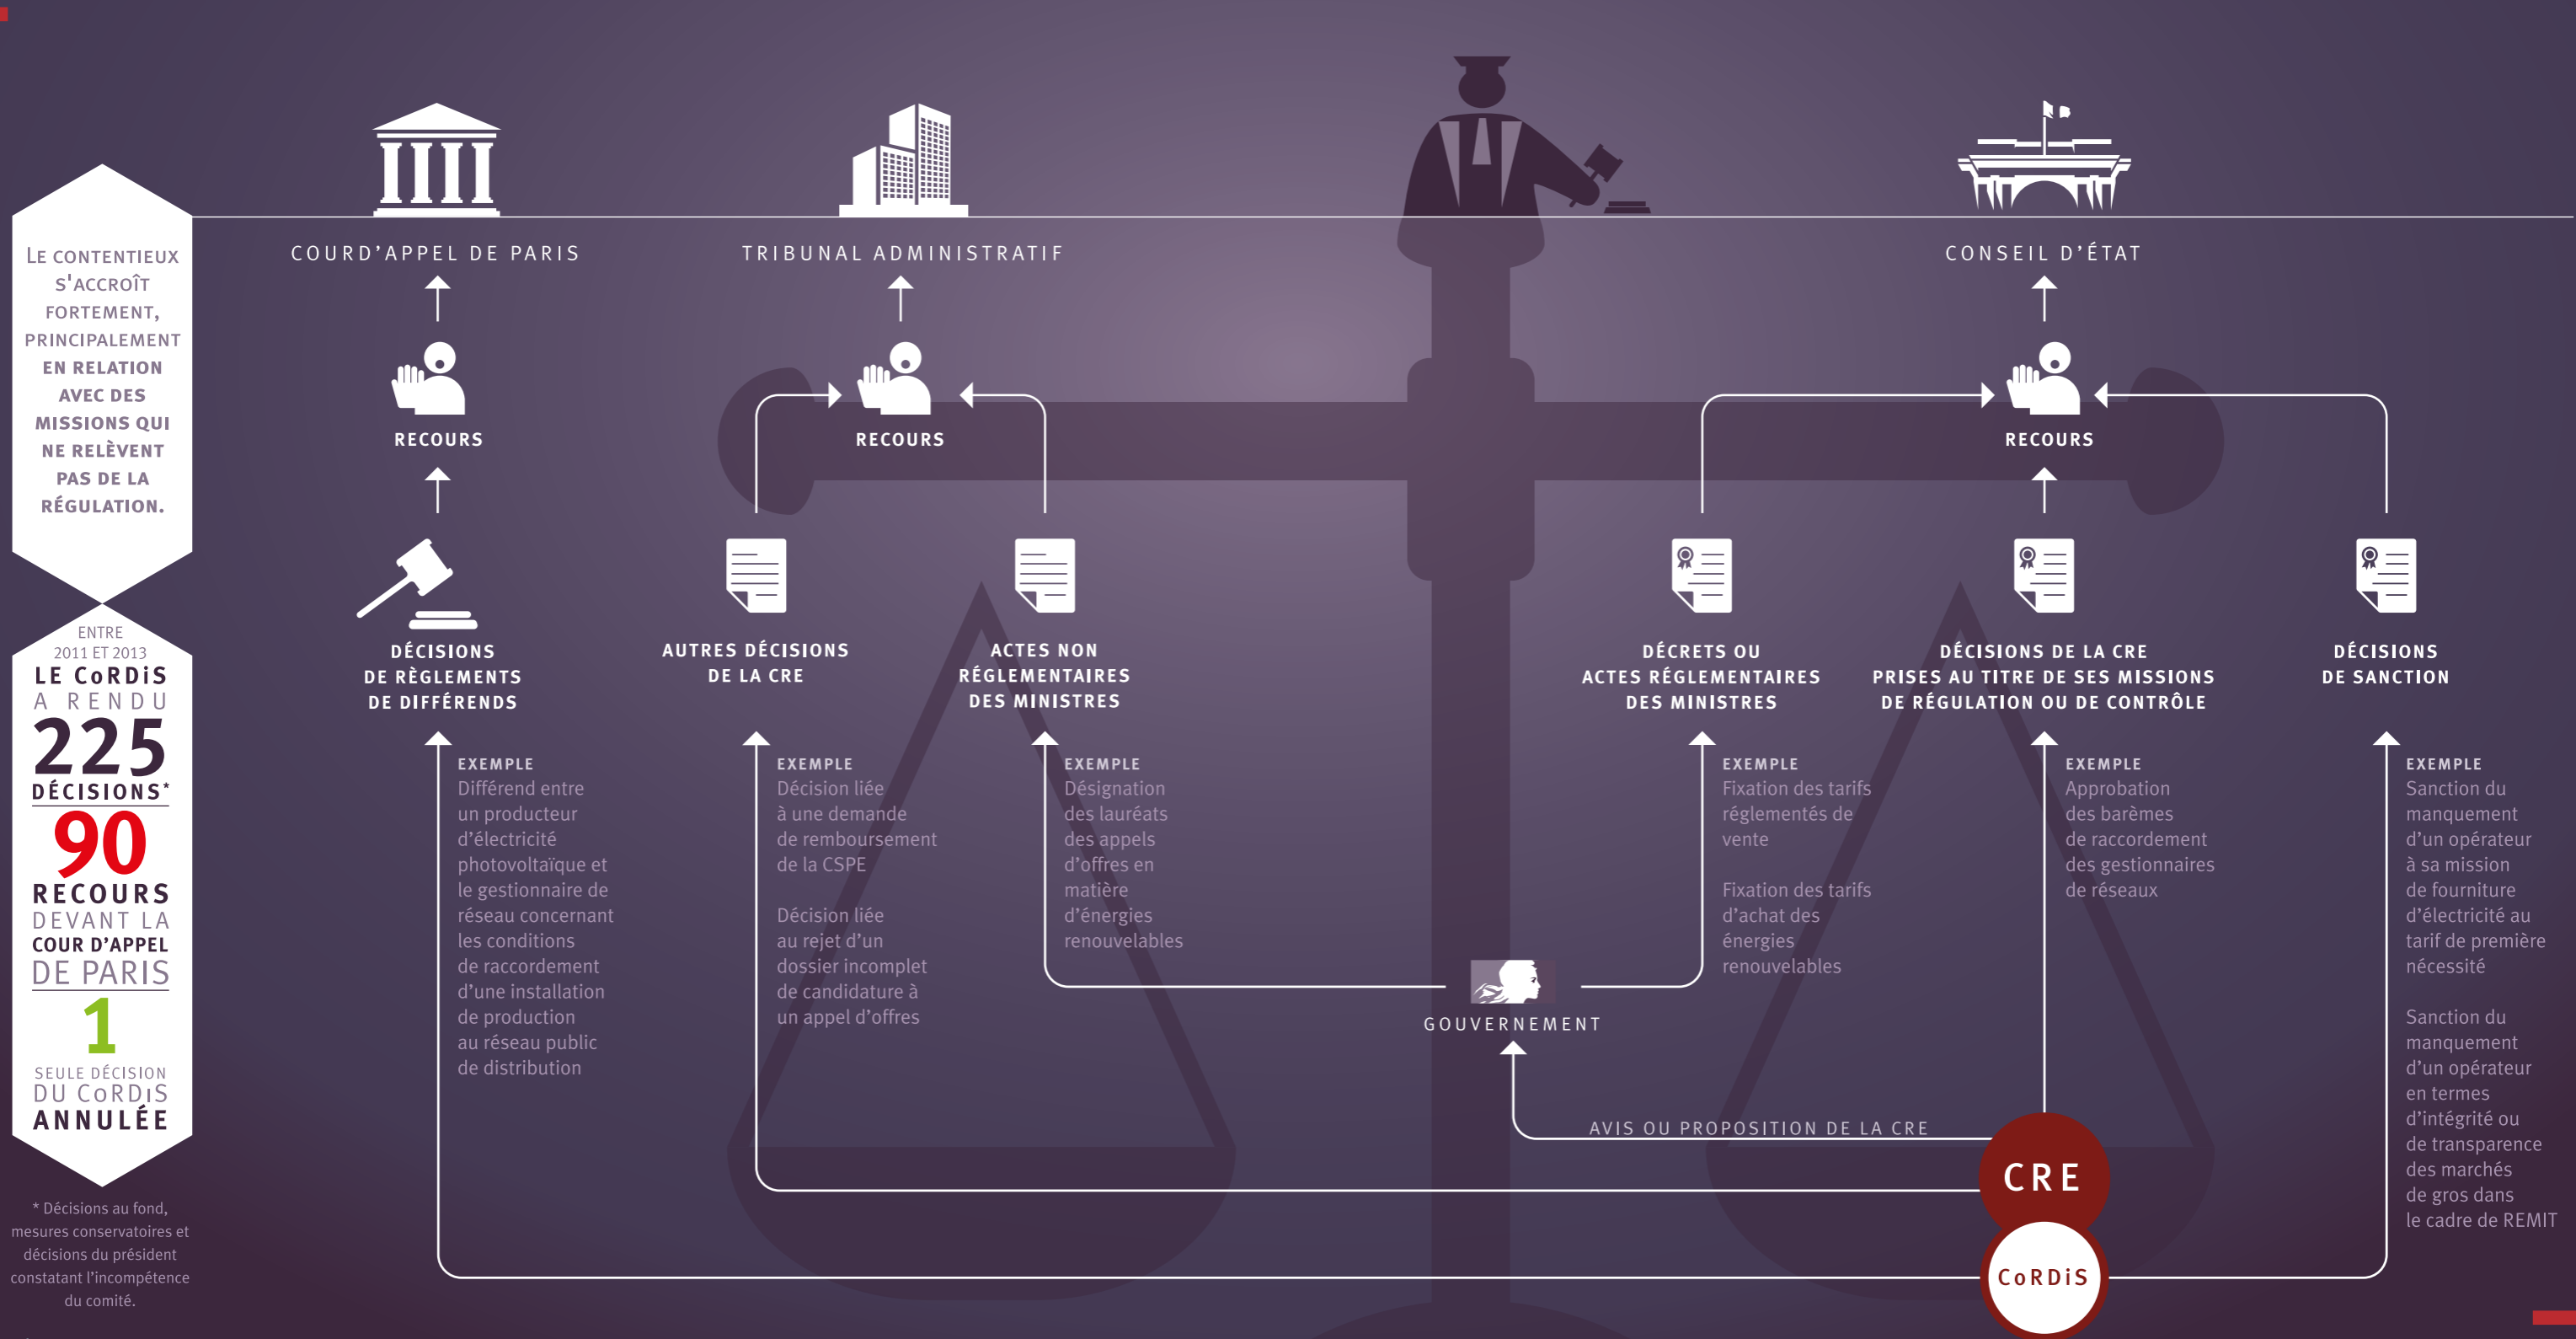 LE CONTENTIEUX
S'ACCROÎT
FORTEMENT,
PRINCIPALEMENT
EN RELATION
AVEC DES
MISSIONS QUI
NE RELÈVENT
PAS DE LA
RÉGULATION.
ENTRE
2011 ET 2013
LE CoRDiS
A RENDU
225
DÉCISIONS*
90
RECOURS
DEVANT LA
COUR D'APPEL
DE PARIS
1
SEULE DÉCISION
DU CoRDiS
ANNULÉE
* Décisions au fond,
mesures conservatoires et
décisions du président
constatant l'incompétence
du comité.
COURD'APPEL DE PARIS
RECOURS
DÉCISIONS
DE RÈGLEMENTS
DE DIFFÉRENDS
EXEMPLE
Différend entre
un producteur
d'électricité
photovoltaïque et
le gestionnaire de
réseau concernant
les conditions
de raccordement
d'une installation
de production
au réseau public
de distribution
TRIBUNAL ADMINISTRATIF
RECOURS
AUTRES DÉCISIONS
DE LA CRE
EXEMPLE
Décision liée
à une demande
de remboursement
de la CSPE
Décision liée
au rejet d'un
dossier incomplet
de candidature à
un appel d'offres
ACTES NON
RÉGLEMENTAIRES
DES MINISTRES
EXEMPLE
Désignation
des lauréats
des appels
d'offres en
matière
d'énergies
renouvelables
GOUVERNEMENT
CONSEIL D'ÉTAT
RECOURS
DÉCRETS OU
ACTES RÉGLEMENTAIRES
DES MINISTRES
EXEMPLE
Fixation des tarifs
réglementés de
vente
Fixation des tarifs
d'achat des
énergies
renouvelables
DÉCISIONS DE LA CRE
PRISES AU TITRE DE SES MISSIONS
DE RÉGULATION OU DE CONTRÔLE
EXEMPLE
Approbation
des barèmes
de raccordement
des gestionnaires
de réseaux
DÉCISIONS
DE SANCTION
EXEMPLE
Sanction du
manquement
d'un opérateur
à sa mission
de fourniture
d'électricité au
tarif de première
nécessité
Sanction du
manquement
d'un opérateur
en termes
d'intégrité ou
de transparence
des marchés
de gros dans
le cadre de REMIT
AVIS OU PROPOSITION DE LA CRE
CRE
CoRDiS